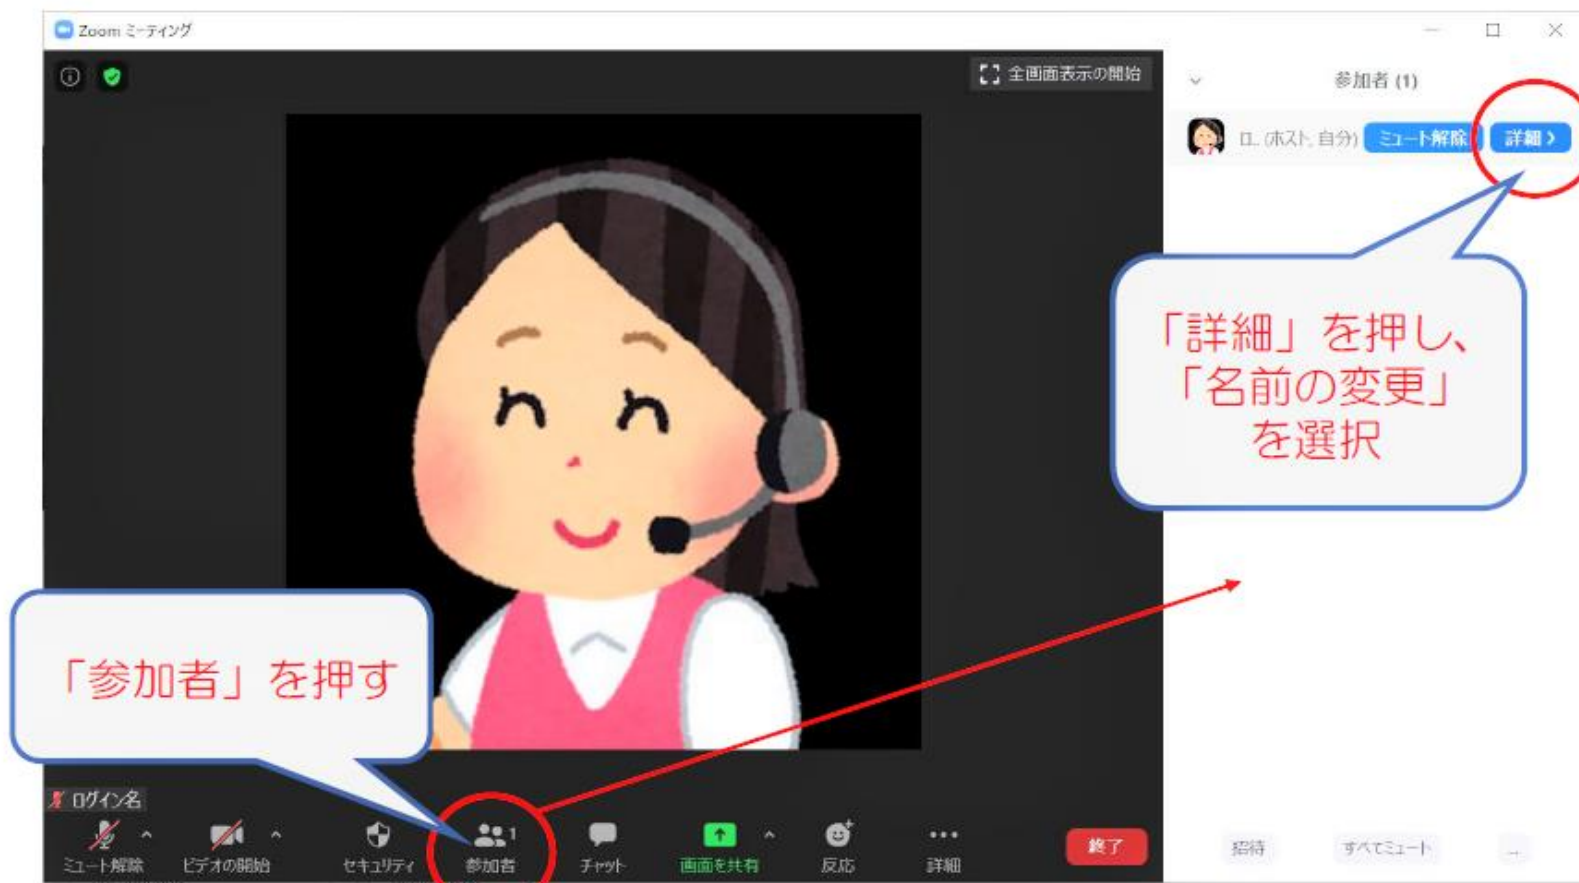 Zoom ミーティング
全画面表示の開始
参加者 (1)
ロ... (ホスト, 自分) ミュート解除 詳細 >
「詳細」を押し、
「名前の変更」
を選択
「参加者」を押す
ログイン名
ミュート解除 ビデオの開始 セキュリティ 参加者 1 チャット 画面を共有 反応 詳細 終了
招待 すべてミュート ...